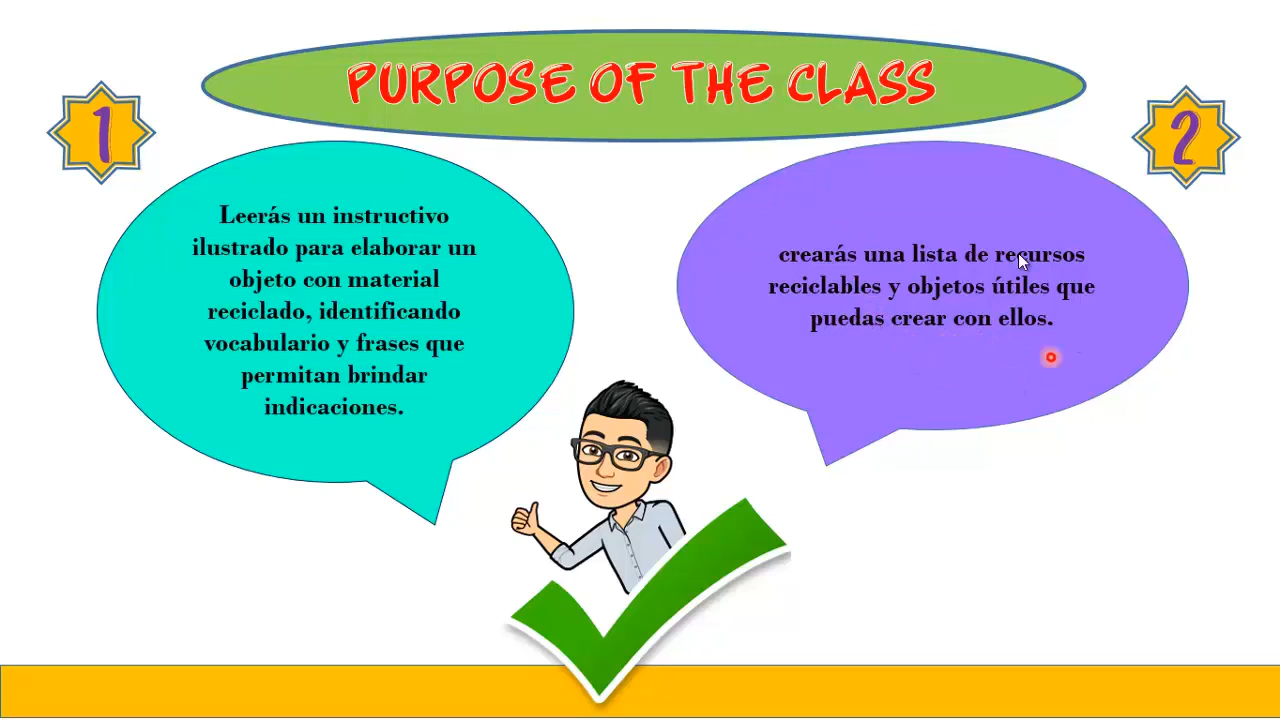 PURPOSE OF THE CLASS
1
Leerás un instructivo
ilustrado para elaborar un
objeto con material
reciclado, identificando
vocabulario y frases que
permitan brindar
indicaciones.
2
crearás una lista de recursos
reciclables y objetos útiles que
puedas crear con ellos.